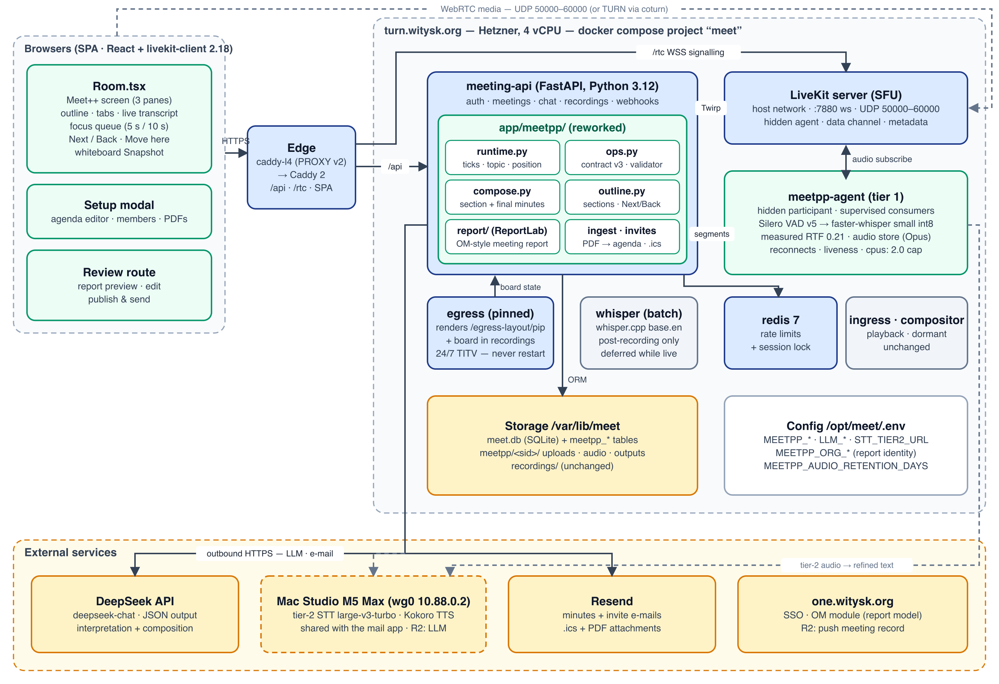 WebRTC media — UDP 50000–60000 (or TURN via coturn)
turn.witysk.org — Hetzner, 4 vCPU — docker compose project “meet”
Browsers (SPA · React + livekit-client 2.18)
Room.tsx
Meet++ screen (3 panes)
outline · tabs · live transcript
focus queue (5 s / 10 s)
Next / Back · Move here
whiteboard Snapshot
Setup modal
agenda editor · members · PDFs
Review route
report preview · edit
publish & send
HTTPS
Edge
caddy-l4 (PROXY v2)
→ Caddy 2
/api · /rtc · SPA
/rtc WSS signalling
/api
meeting-api (FastAPI, Python 3.12)
auth · meetings · chat · recordings · webhooks
app/meetpp/ (reworked)
runtime.py
ticks · topic · position
ops.py
contract v3 · validator
compose.py
section + final minutes
outline.py
sections · Next/Back
report/ (ReportLab)
OM-style meeting report
ingest · invites
PDF → agenda · .ics
Twirp
LiveKit server (SFU)
host network · :7880 ws · UDP 50000–60000
hidden agent · data channel · metadata
audio subscribe
segments
meetpp-agent (tier 1)
hidden participant · supervised consumers
Silero VAD v5 → faster-whisper small int8
measured RTF 0.21 · audio store (Opus)
reconnects · liveness · cpus: 2.0 cap
board state
egress (pinned)
renders /egress-layout/pip
+ board in recordings
24/7 TITV — never restart
whisper (batch)
whisper.cpp base.en
post-recording only
deferred while live
redis 7
rate limits
+ session lock
ingress · compositor
playback · dormant
unchanged
ORM
Storage /var/lib/meet
meet.db (SQLite) + meetpp_* tables
meetpp/<sid>/ uploads · audio · outputs
recordings/ (unchanged)
Config /opt/meet/.env
MEETPP_* · LLM_* · STT_TIER2_URL
MEETPP_ORG_* (report identity)
MEETPP_AUDIO_RETENTION_DAYS
External services
outbound HTTPS — LLM · e-mail
tier-2 audio → refined text
DeepSeek API
deepseek-chat · JSON output
interpretation + composition
Mac Studio M5 Max (wg0 10.88.0.2)
tier-2 STT large-v3-turbo · Kokoro TTS
shared with the mail app · R2: LLM
Resend
minutes + invite e-mails
.ics + PDF attachments
one.witysk.org
SSO · OM module (report model)
R2: push meeting record